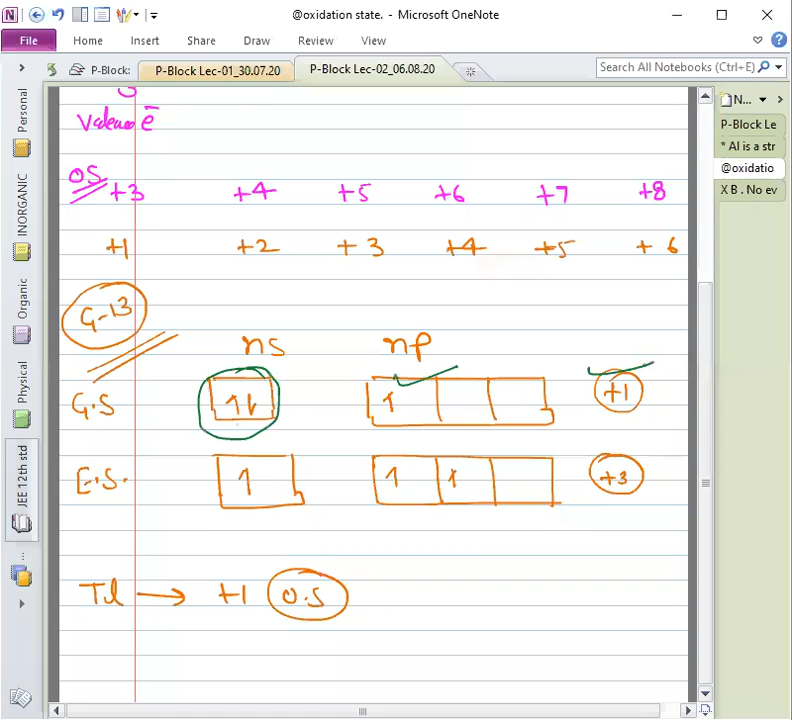 @oxidation state. - Microsoft OneNote
File Home Insert Share Draw Review View
P-Block: P-Block Lec-01_30.07.20 P-Block Lec-02_06.08.20 Search All Notebooks (Ctrl+E)
Personal
INORGANIC
Organic
Physical
JEE 12th std
N...
P-Block Le
* Al is a str
@oxidatio
X B . No ev
Valence e̅
OS
+3 +4 +5 +6 +7 +8
+1 +2 +3 +4 +5 +6
G-13
ns np
G.S 1↿⇂ 1 +1
E.S. 1 1 1 +3
Tl → +1 O.S